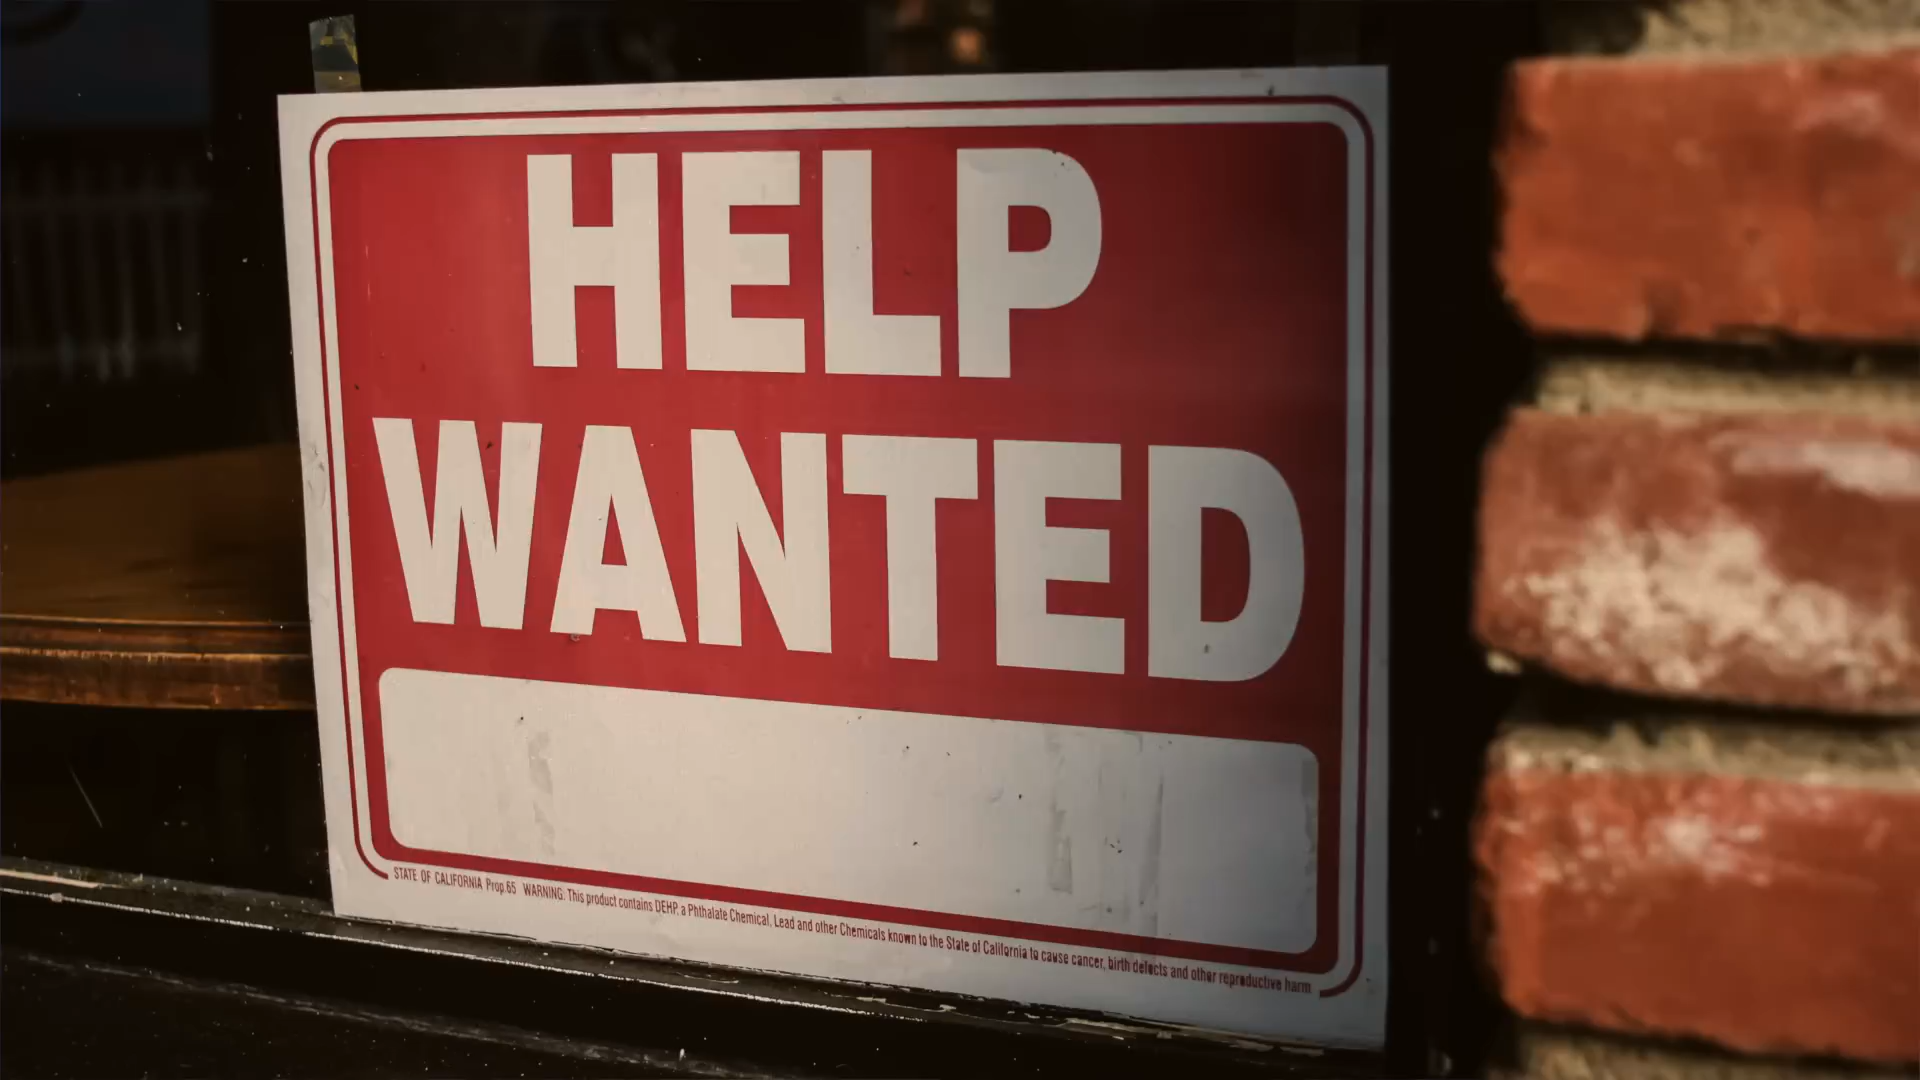 HELP
WANTED
STATE OF CALIFORNIA Prop.65 WARNING: This product contains DEHP, a Phthalate Chemical, Lead and other Chemicals known to the State of California to cause cancer, birth defects and other reproductive harm